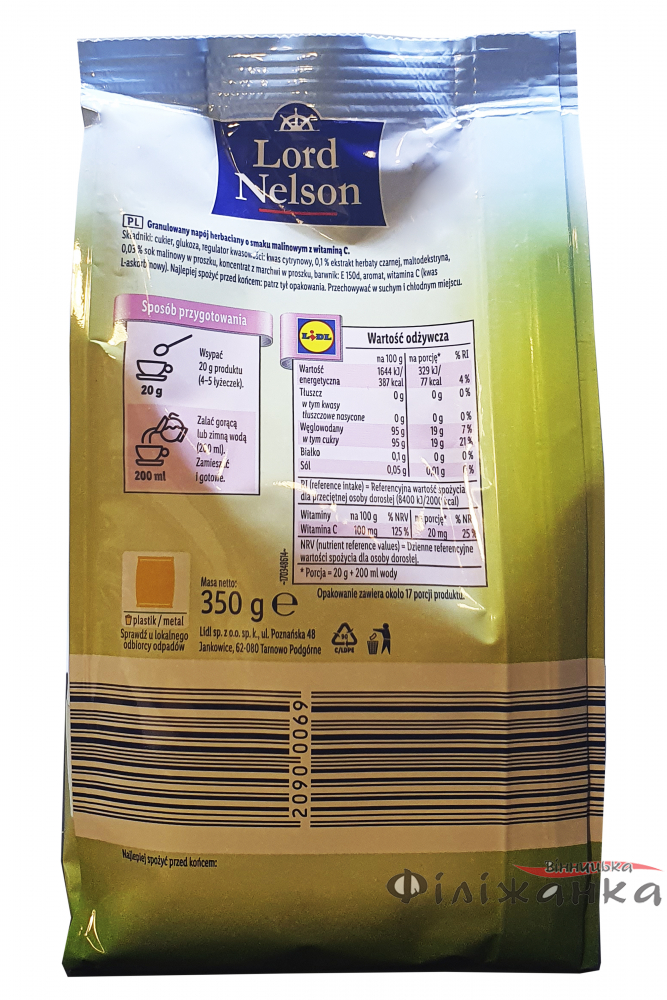 Lord
Nelson
PL Granulowany napój herbaciany o smaku malinowym z witaminą C.
Składniki: cukier, glukoza, regulator kwasowości: kwas cytrynowy, 0,1 % ekstrakt herbaty czarnej, maltodekstryna,
0,03 % sok malinowy w proszku, koncentrat z marchwi w proszku, barwnik: E 150d, aromat, witamina C (kwas
L-askorbinowy). Najlepiej spożyć przed końcem: patrz tył opakowania. Przechowywać w suchym i chłodnym miejscu.
Sposób przygotowania
Wsypać
20 g produktu
(4-5 łyżeczek).
20 g
Zalać gorącą
lub zimną wodą
(200 ml).
Zamieszać
i gotowe.
200 ml
LiDL
Wartość odżywcza
na 100 g na porcję* % RI
Wartość 1644 kJ/ 329 kJ/
energetyczna 387 kcal 77 kcal 4 %
Tłuszcz 0 g 0 g 0 %
w tym kwasy
tłuszczowe nasycone 0 g 0 g 0 %
Węglowodany 95 g 19 g 7 %
w tym cukry 95 g 19 g 21 %
Białko 0,1 g 0 g 0 %
Sól 0,05 g 0,01 g 0 %
RI (reference intake) = Referencyjna wartość spożycia
dla przeciętnej osoby dorosłej (8400 kJ/2000 kcal)
Witaminy na 100 g % NRV na porcję* % NR
Witamina C 100 mg 125 % 20 mg 25 %
NRV (nutrient reference values) = Dzienne referencyjne
wartości spożycia dla osoby dorosłej.
* Porcja = 20 g + 200 ml wody
Opakowanie zawiera około 17 porcji produktu.
-170348614-
plastik / metal
Sprawdź u lokalnego
odbiorcy odpadów
Masa netto:
350 g e
Lidl sp. z o.o. sp. k., ul. Poznańska 48
Jankowice, 62-080 Tarnowo Podgórne
90
C/LDPE
2090 0069
Najlepiej spożyć przed końcem:
Вінницька
Філіжанка